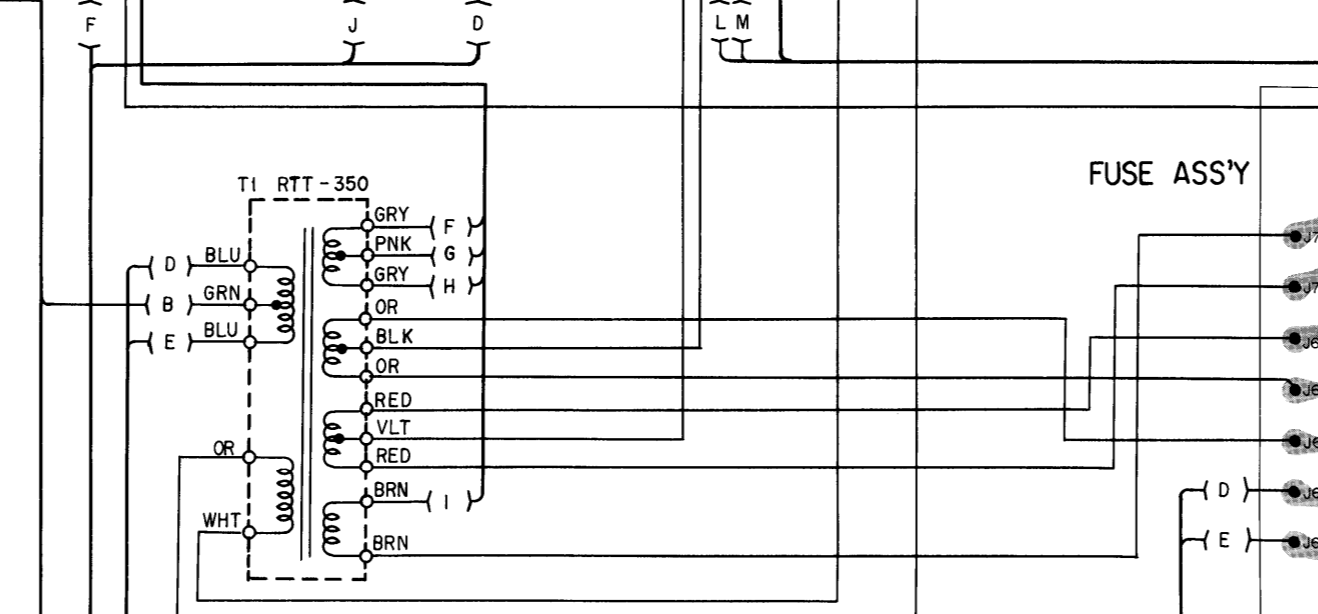 F J D L M
FUSE ASS'Y
T1 RTT-350
GRY F
D BLU PNK G
B GRN GRY H
E BLU OR
BLK
OR
RED
VLT
OR RED
BRN I
WHT BRN
D
E